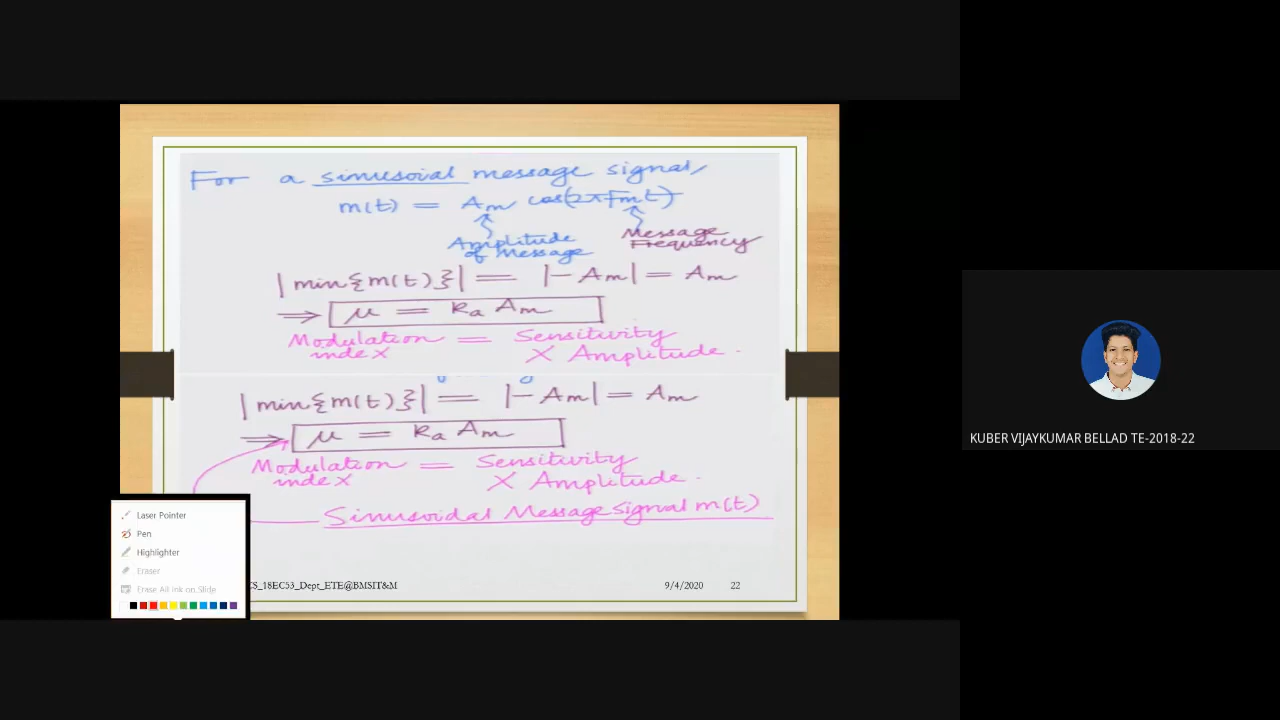 For a sinusoial message signal,
m(t) = Am cos(2πfmt)
Amplitude of Message
Message Frequency
|min{m(t)}| = |-Am| = Am
⇒ μ = Ka Am
Modulation index = Sensitivity X Amplitude.
|min{m(t)}| = |-Am| = Am
⇒ μ = Ka Am
Modulation index = Sensitivity X Amplitude.
Sinusoidal Message Signal m(t)
Laser Pointer
Pen
Highlighter
Eraser
Erase All Ink on Slide
S_18EC53_Dept_ETE@BMSIT&M
9/4/2020
22
KUBER VIJAYKUMAR BELLAD TE-2018-22